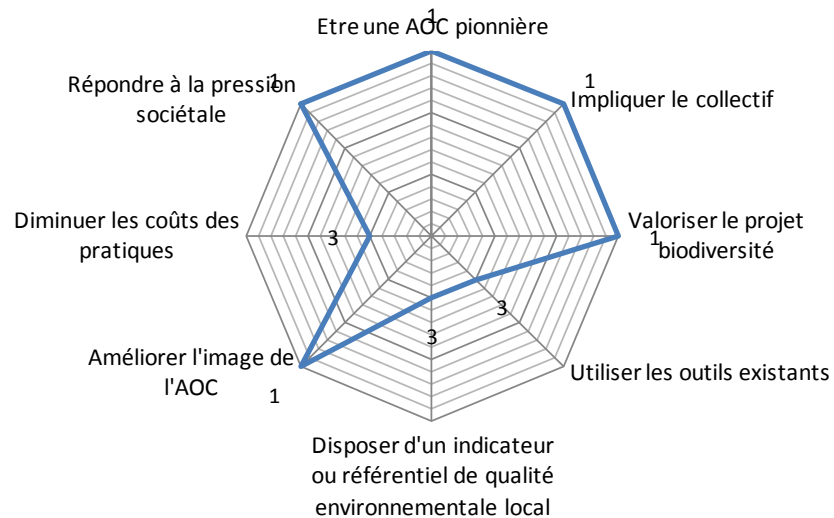 1
Etre une AOC pionnière
1
Impliquer le collectif
1
Valoriser le projet
biodiversité
3
Utiliser les outils existants
3
Disposer d'un indicateur
ou référentiel de qualité
environnementale local
1
Améliorer l'image de
l'AOC
3
Diminuer les coûts des
pratiques
1
Répondre à la pression
sociétale